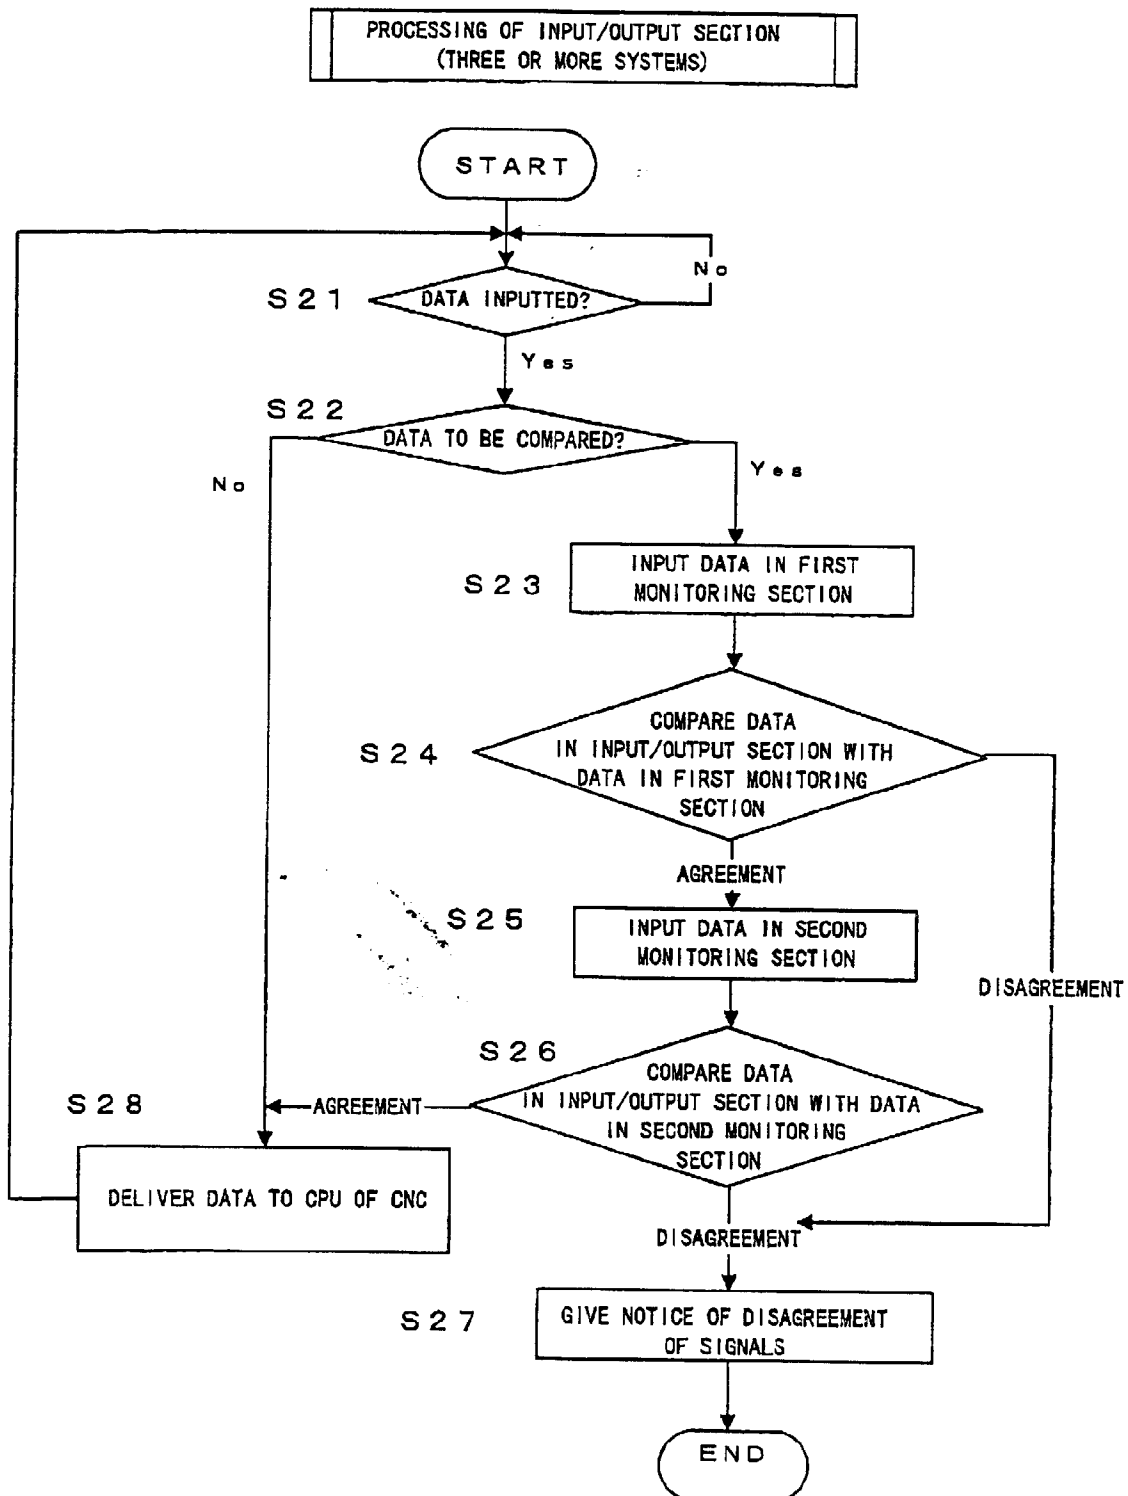 PROCESSING OF INPUT/OUTPUT SECTION
(THREE OR MORE SYSTEMS)
START
No
S21
DATA INPUTTED?
Yes
S22
DATA TO BE COMPARED?
No
Yes
S23
INPUT DATA IN FIRST
MONITORING SECTION
S24
COMPARE DATA
IN INPUT/OUTPUT SECTION WITH
DATA IN FIRST MONITORING
SECTION
AGREEMENT
S25
INPUT DATA IN SECOND
MONITORING SECTION
DISAGREEMENT
S26
COMPARE DATA
IN INPUT/OUTPUT SECTION WITH DATA
IN SECOND MONITORING
SECTION
AGREEMENT
S28
DELIVER DATA TO CPU OF CNC
DISAGREEMENT
S27
GIVE NOTICE OF DISAGREEMENT
OF SIGNALS
END